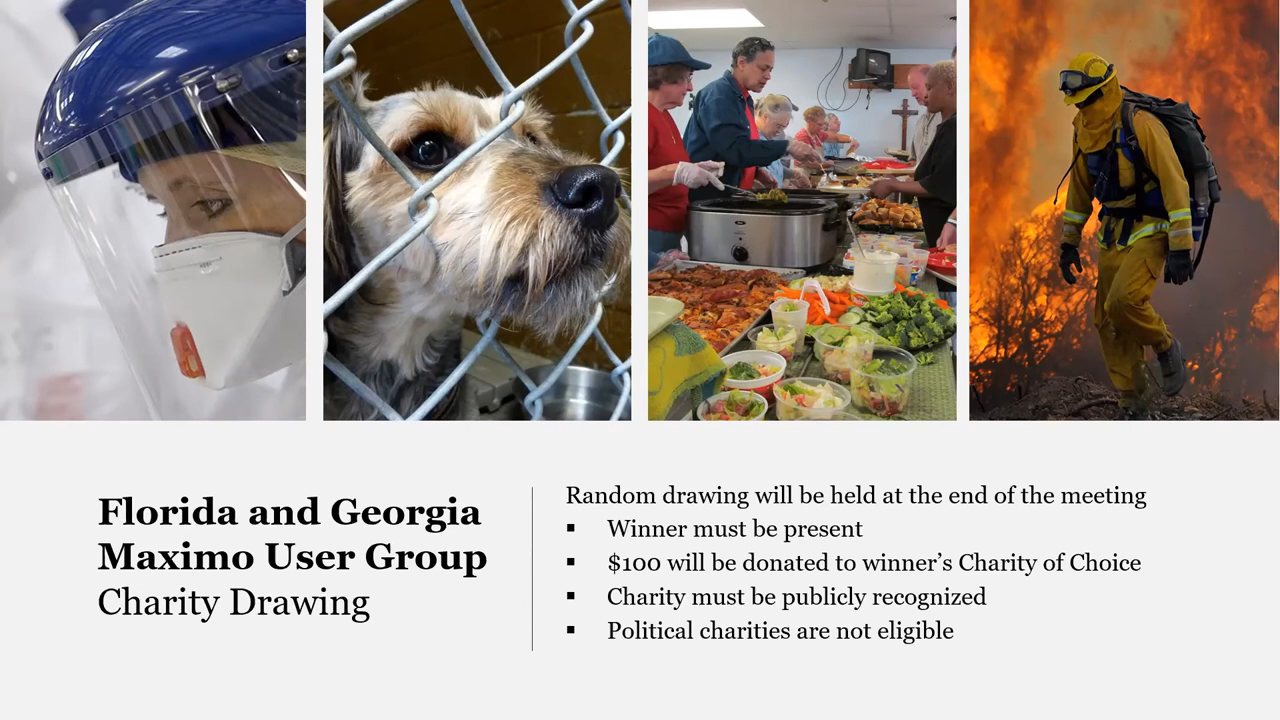 Florida and Georgia
Maximo User Group
Charity Drawing
Random drawing will be held at the end of the meeting
▪ Winner must be present
▪ $100 will be donated to winner’s Charity of Choice
▪ Charity must be publicly recognized
▪ Political charities are not eligible